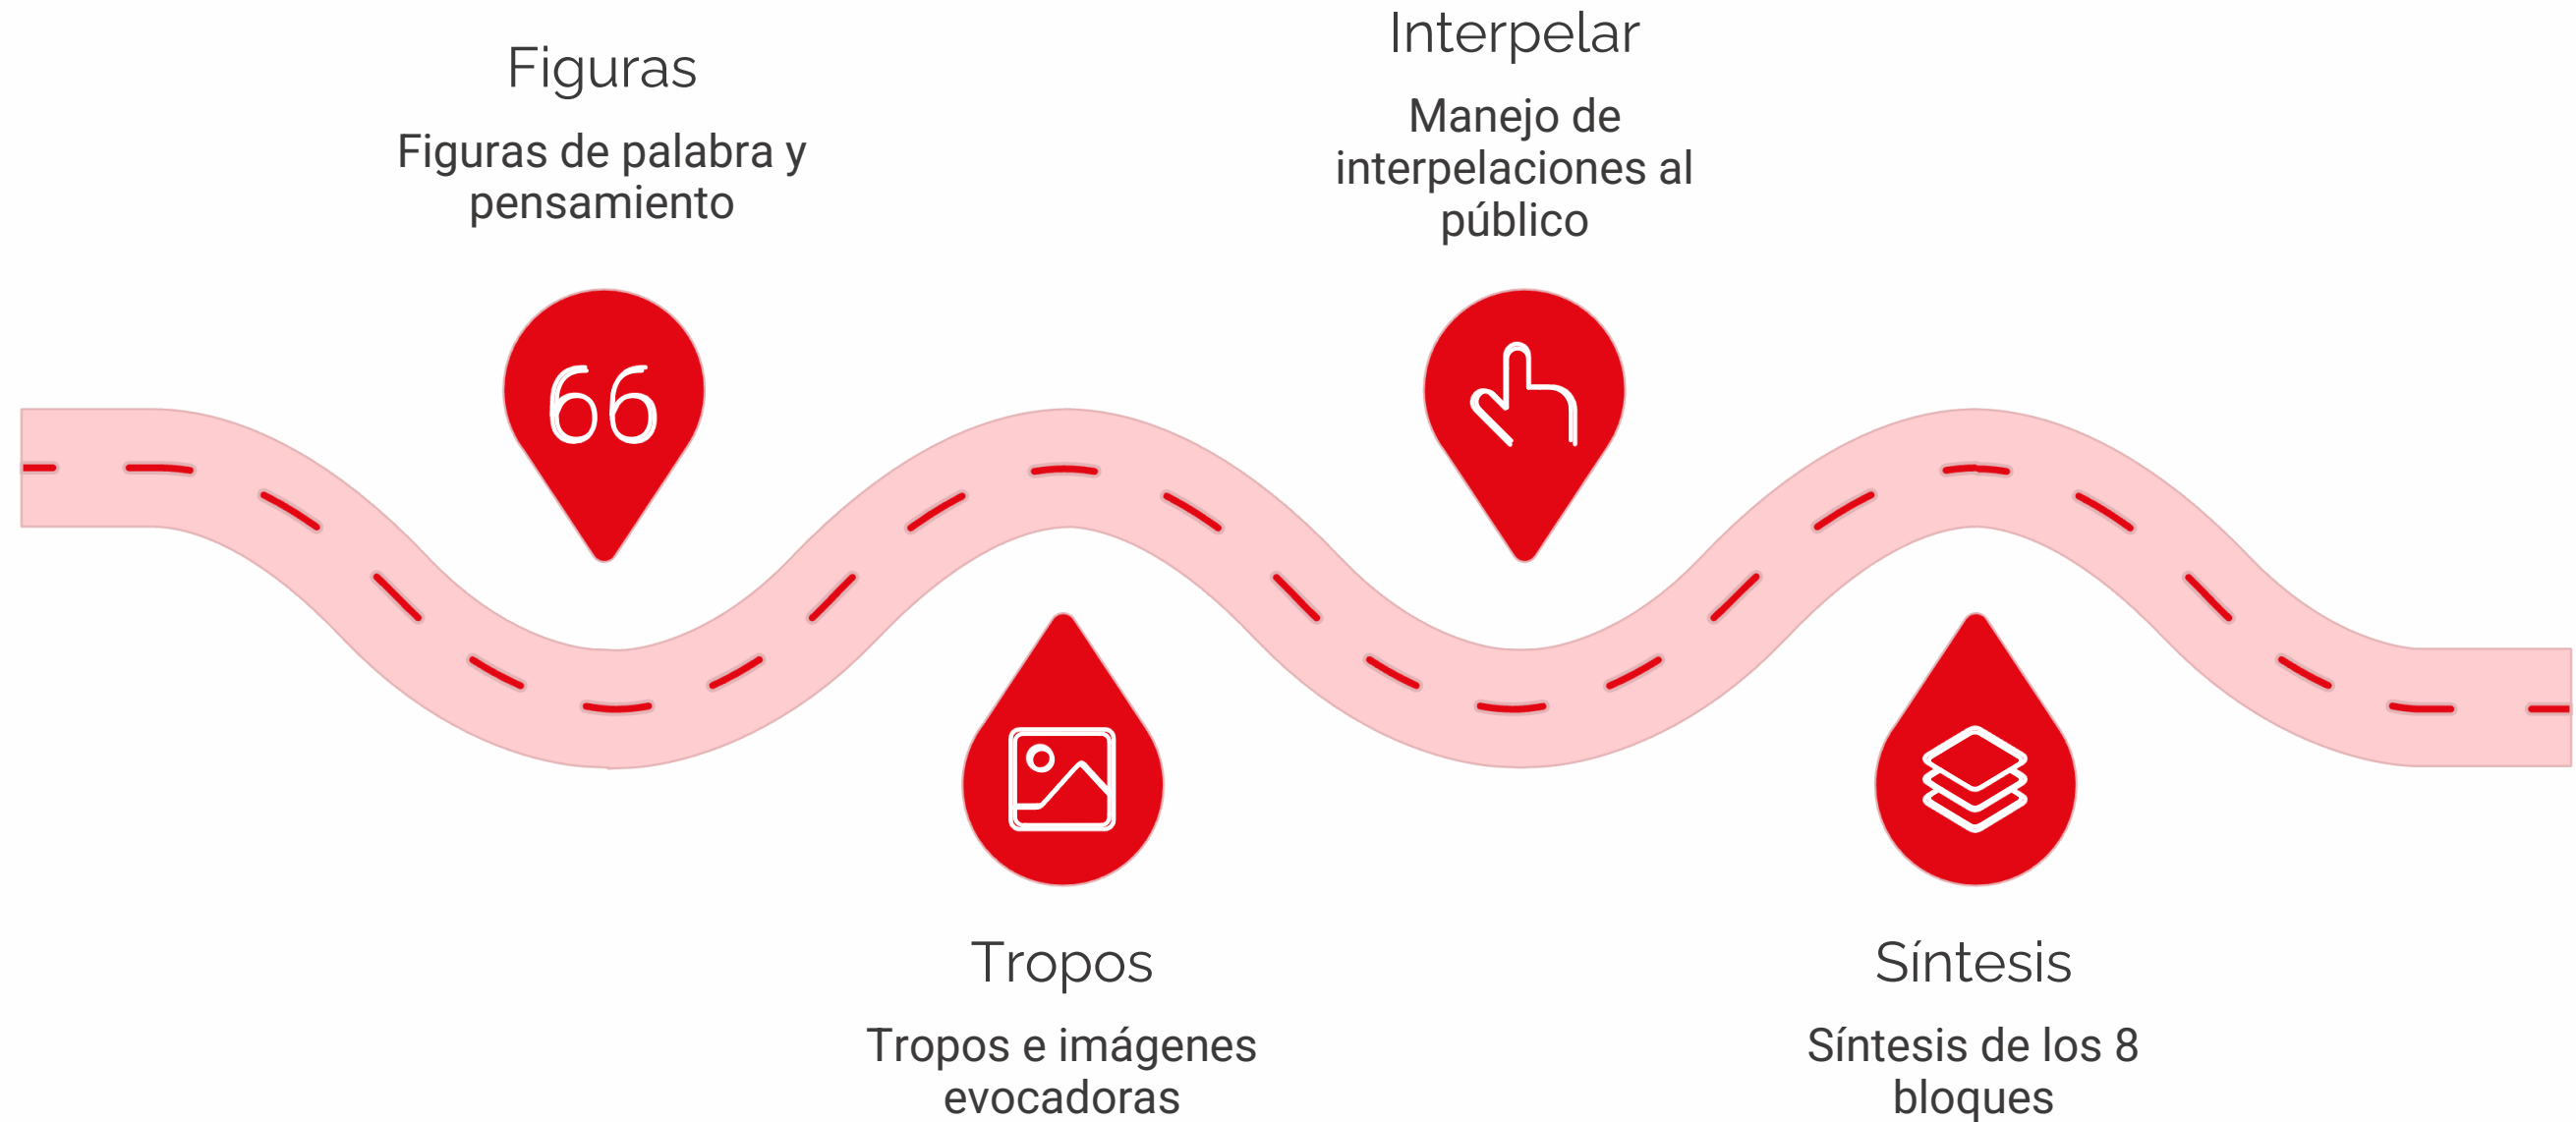 Figuras
Figuras de palabra y
pensamiento
66
Tropos
Tropos e imágenes
evocadoras
Interpelar
Manejo de
interpelaciones al
público
Síntesis
Síntesis de los 8
bloques